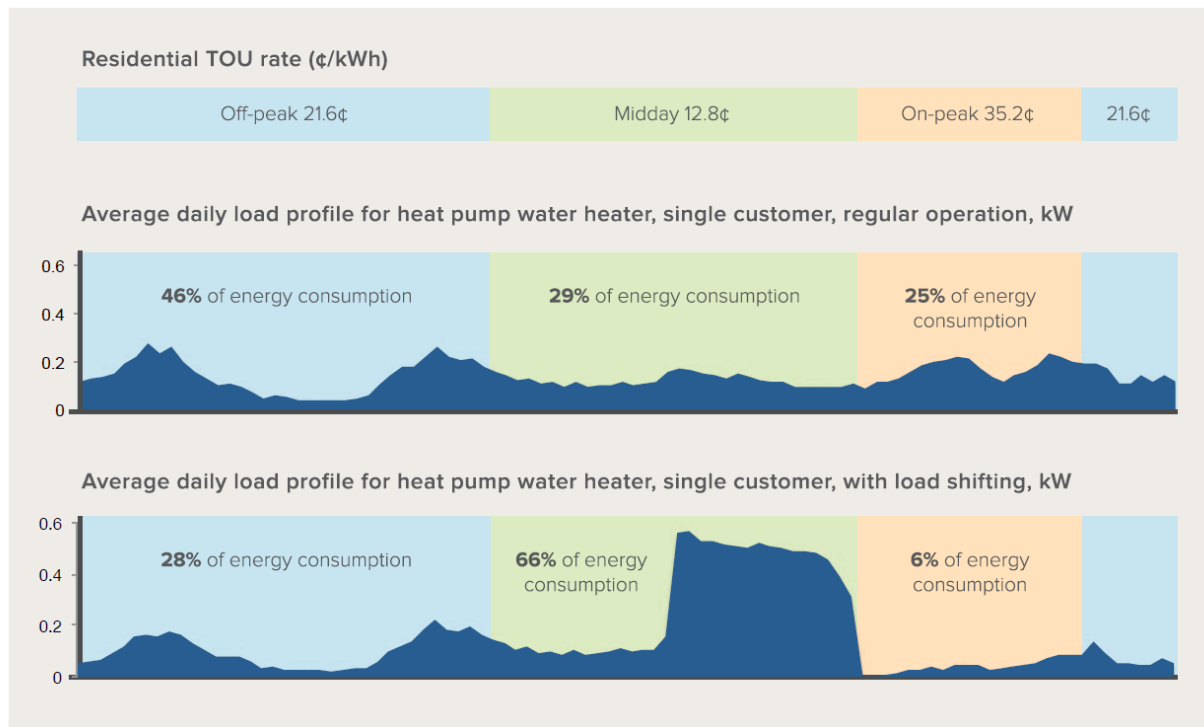 Residential TOU rate (¢/kWh)
Off-peak 21.6¢
Midday 12.8¢
On-peak 35.2¢
21.6¢
Average daily load profile for heat pump water heater, single customer, regular operation, kW
0.6
0.4
0.2
0
46% of energy consumption
29% of energy consumption
25% of energy
consumption
Average daily load profile for heat pump water heater, single customer, with load shifting, kW
0.6
0.4
0.2
0
28% of energy consumption
66% of energy
consumption
6% of energy
consumption